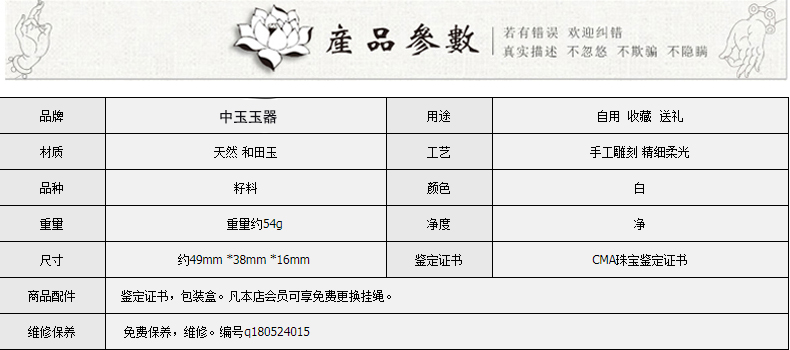 產品參數
若有错误 欢迎纠错
真实描述 不忽悠 不欺骗 不隐瞒
品牌 中玉玉器 用途 自用 收藏 送礼
材质 天然 和田玉 工艺 手工雕刻 精细柔光
品种 籽料 颜色 白
重量 重量约54g 净度 净
尺寸 约49mm *38mm *16mm 鉴定证书 CMA珠宝鉴定证书
商品配件 鉴定证书，包装盒。凡本店会员可享免费更换挂绳。
维修保养 免费保养，维修。编号q180524015